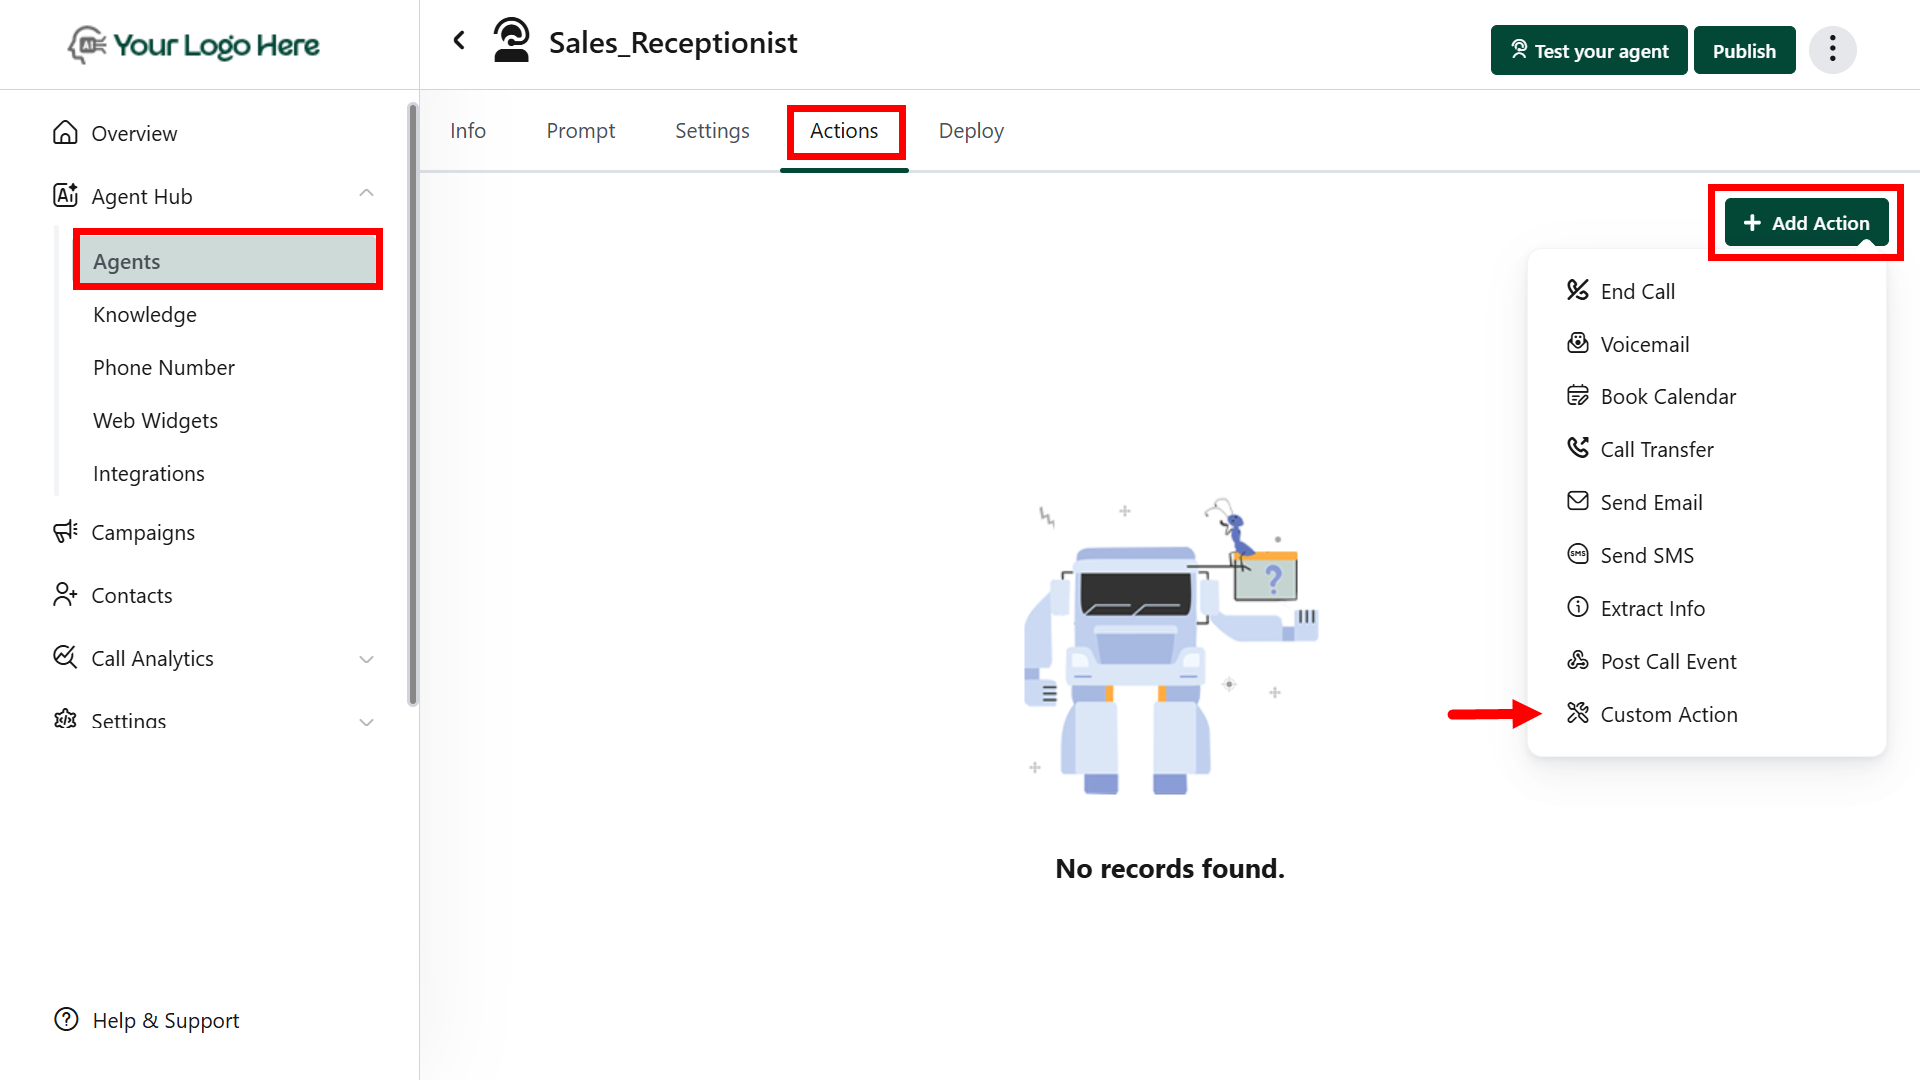 Your Logo Here
Sales_Receptionist
Test your agent
Publish
Overview
Agent Hub
Agents
Knowledge
Phone Number
Web Widgets
Integrations
Campaigns
Contacts
Call Analytics
Settings
Help & Support
Info
Prompt
Settings
Actions
Deploy
+ Add Action
End Call
Voicemail
Book Calendar
Call Transfer
Send Email
SMS
Send SMS
Extract Info
Post Call Event
Custom Action
?
No records found.